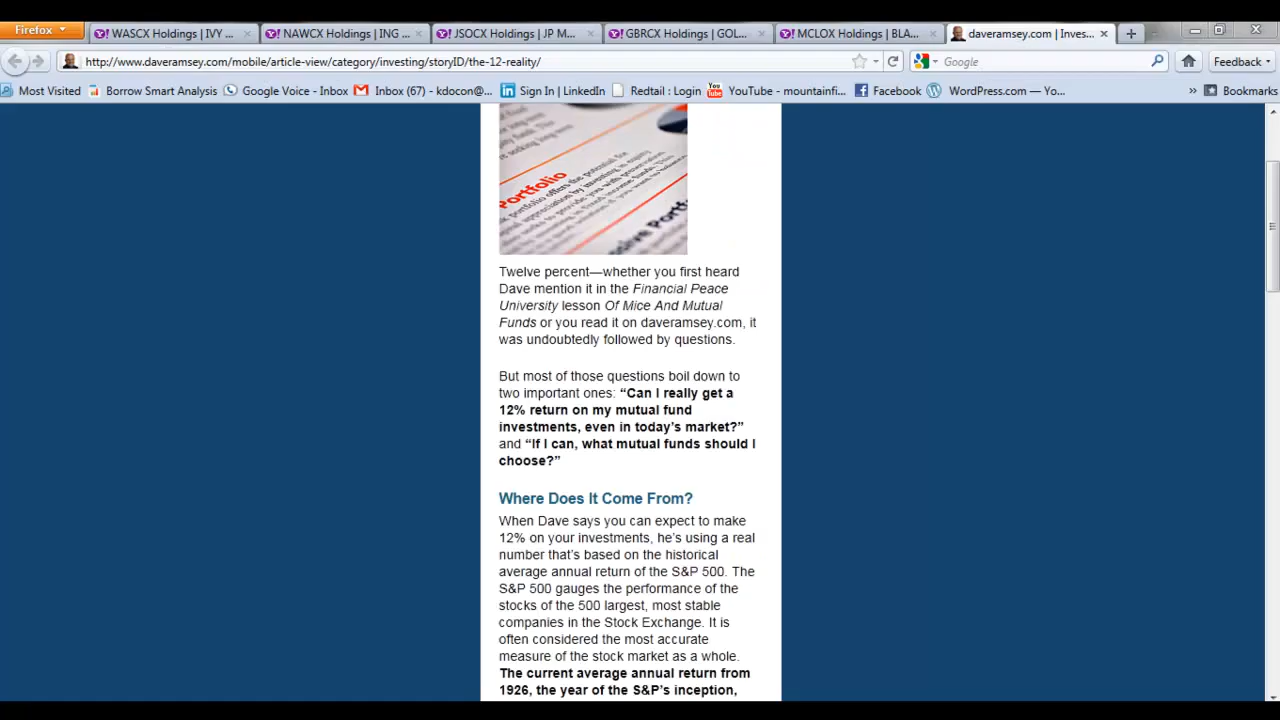 Firefox
WASCX Holdings | IVY ...
NAWCX Holdings | ING ...
JSOCX Holdings | JP M...
GBRCX Holdings | GOL...
MCLOX Holdings | BLA...
daveramsey.com | Inves...
http://www.daveramsey.com/mobile/article-view/category/investing/storyID/the-12-reality/
Google
Feedback
Most Visited
Borrow Smart Analysis
Google Voice - Inbox
Inbox (67) - kdxcon@...
Sign In | LinkedIn
Redtail : Login
YouTube - mountainfi...
Facebook
WordPress.com — Yo...
Bookmarks
Portfolio
portfolio offers the potential for
Twelve percent—whether you first heard
Dave mention it in the Financial Peace
University lesson Of Mice And Mutual
Funds or you read it on daveramsey.com, it
was undoubtedly followed by questions.
But most of those questions boil down to
two important ones: “Can I really get a
12% return on my mutual fund
investments, even in today’s market?”
and “If I can, what mutual funds should I
choose?”
Where Does It Come From?
When Dave says you can expect to make
12% on your investments, he’s using a real
number that’s based on the historical
average annual return of the S&P 500. The
S&P 500 gauges the performance of the
stocks of the 500 largest, most stable
companies in the Stock Exchange. It is
often considered the most accurate
measure of the stock market as a whole.
The current average annual return from
1926, the year of the S&P’s inception,